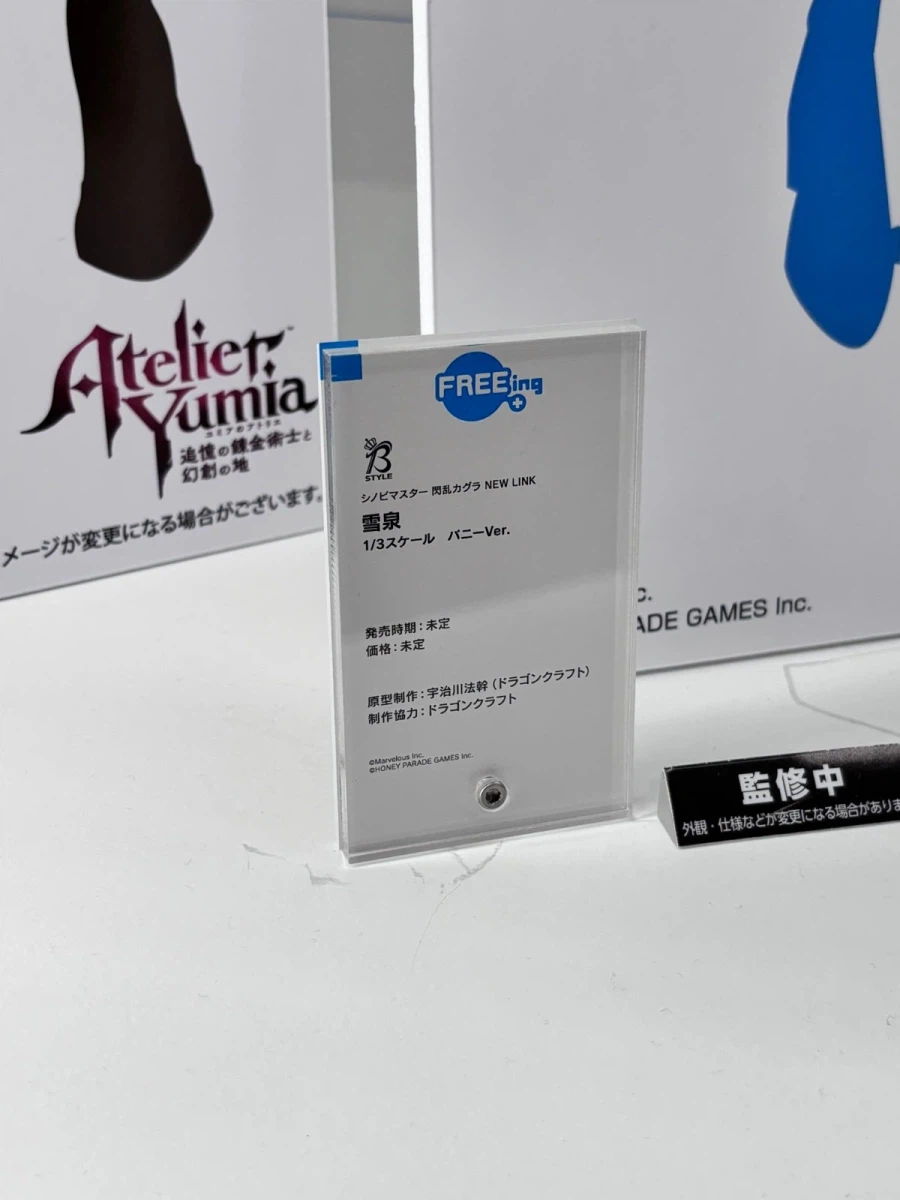 Atelier
Yumia
ユミアのアトリエ
追憶の錬金術士と
幻創の地
メージが変更になる場合がございます。
FREEing
B
STYLE
シノビマスター 閃乱カグラ NEW LINK
雪泉
1/3スケール　バニーVer.
発売時期：未定
価格：未定
原型制作：宇治川法幹（ドラゴンクラフト）
制作協力：ドラゴンクラフト
©Marvelous Inc.
©HONEY PARADE GAMES Inc.
c.
ADE GAMES Inc.
監修中
外観・仕様などが変更になる場合があります